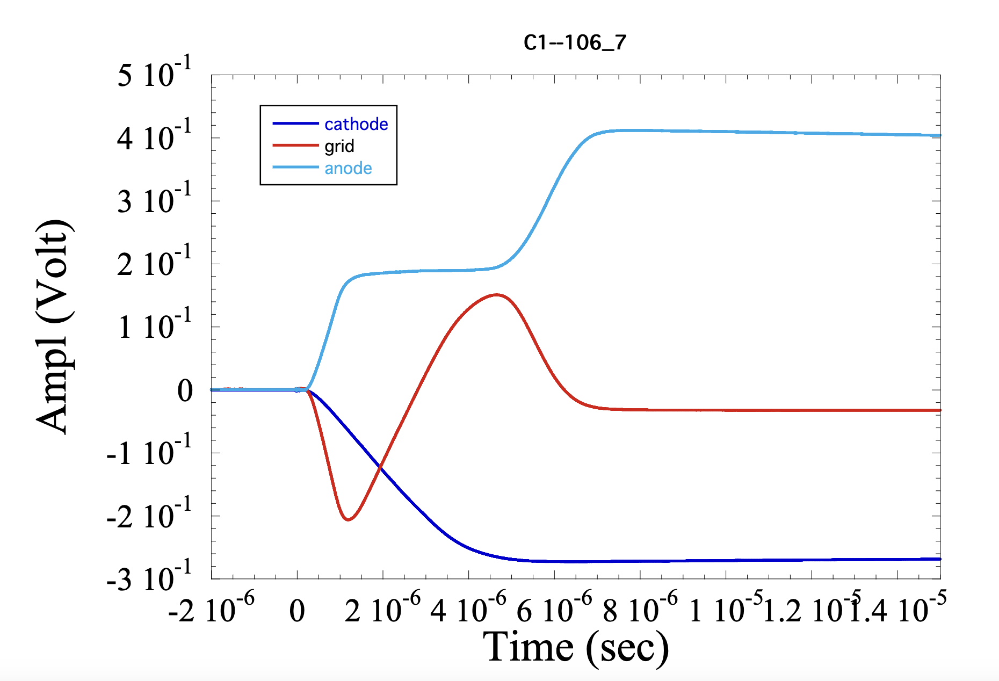 C1--106_7
5 10-1
4 10-1
3 10-1
2 10-1
1 10-1
0
-1 10-1
-2 10-1
-3 10-1
cathode
grid
anode
Ampl (Volt)
-2 10-6 0 2 10-6 4 10-6 6 10-6 8 10-6 1 10-5 1.2 10-5 1.4 10-5
Time (sec)